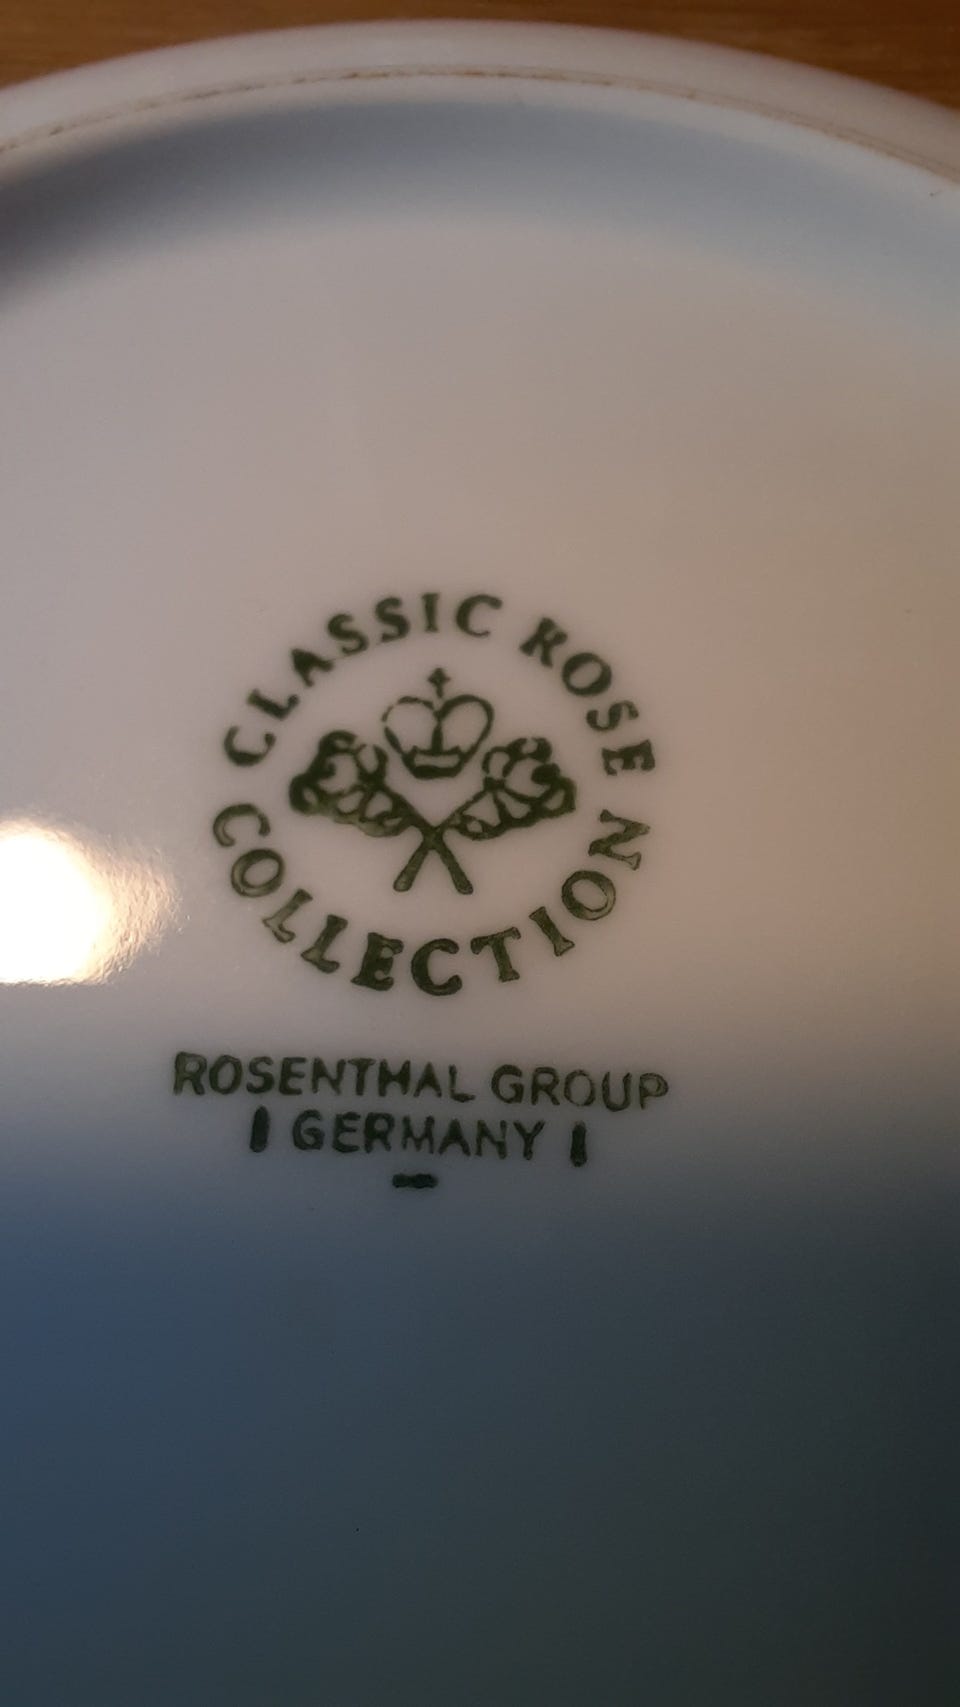 CLASSIC ROSE
COLLECTION
ROSENTHAL GROUP
GERMANY